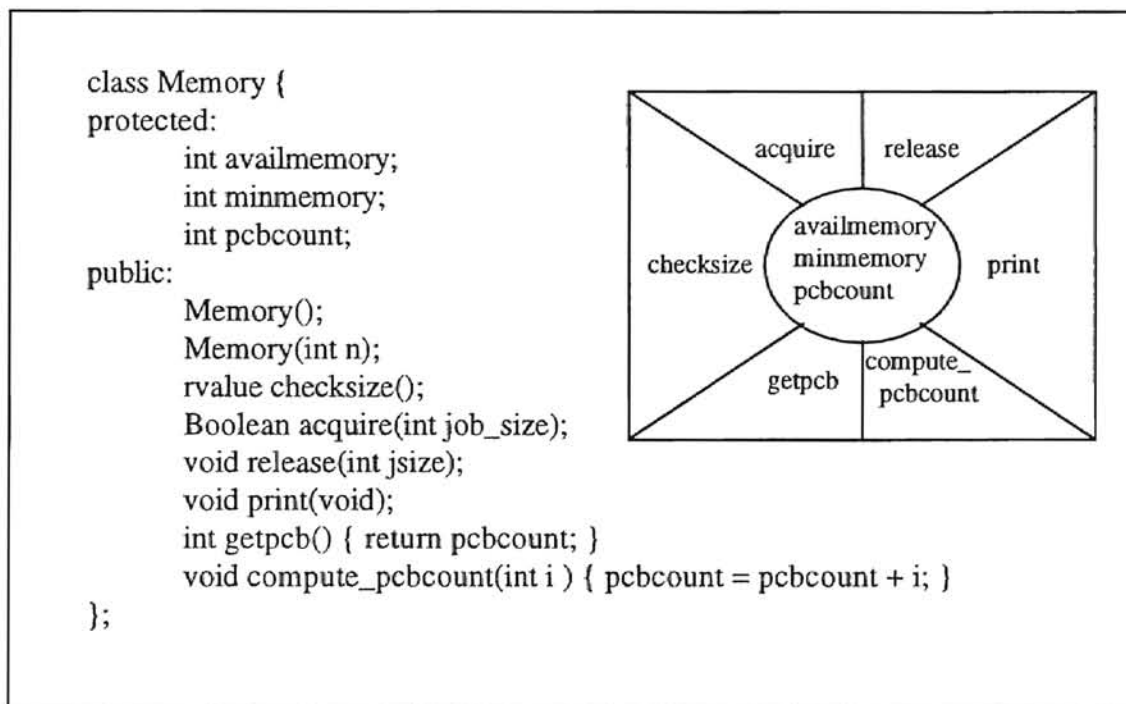 class Memory {
protected:
int availmemory;
int minmemory;
int pcbcount;
public:
Memory();
Memory(int n);
rvalue checksize();
Boolean acquire(int job_size);
void release(int jsize);
void print(void);
int getpcb() { return pcbcount; }
void compute_pcbcount(int i ) { pcbcount = pcbcount + i; }
};
acquire
release
checksize
availmemory
minmemory
pcbcount
print
getpcb
compute_
pcbcount